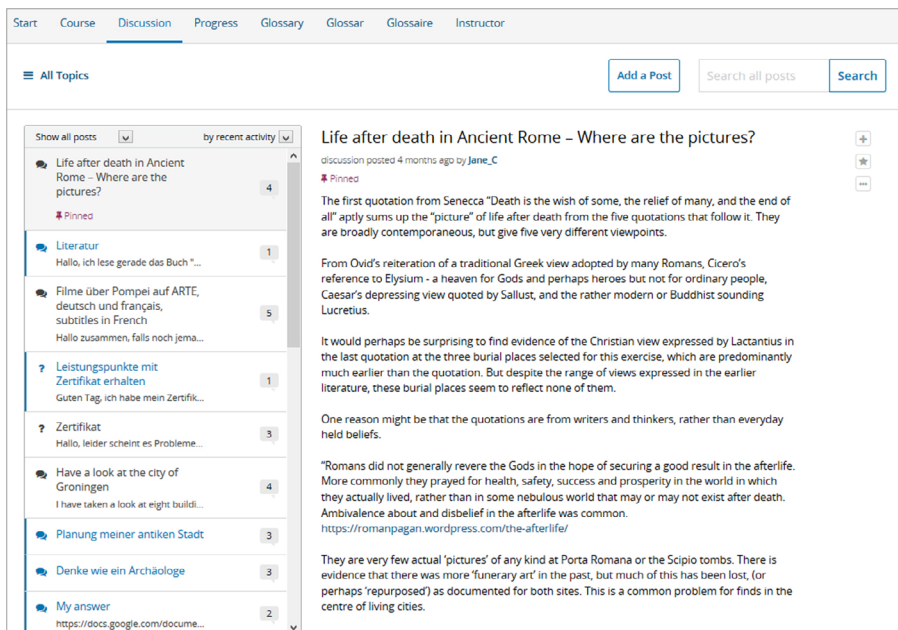 Start Course Discussion Progress Glossary Glossar Glossaire Instructor
All Topics
Add a Post
Search all posts
Search
Show all posts
by recent activity
Life after death in Ancient
Rome – Where are the
pictures?
4
Pinned
Literatur
Hallo, ich lese gerade das Buch "...
1
Filme über Pompei auf ARTE,
deutsch und français,
subtitles in French
Hallo zusammen, falls noch jema...
5
Leistungspunkte mit
Zertifikat erhalten
Guten Tag, ich habe mein Zertifik...
1
Zertifikat
Hallo, leider scheint es Probleme...
3
Have a look at the city of
Groningen
I have taken a look at eight buildi...
4
Planung meiner antiken Stadt
3
Denke wie ein Archäologe
3
My answer
https://docs.google.com/docume...
2
Life after death in Ancient Rome – Where are the pictures?
discussion posted 4 months ago by Jane_C
Pinned
The first quotation from Senecca "Death is the wish of some, the relief of many, and the end of
all" aptly sums up the "picture" of life after death from the five quotations that follow it. They
are broadly contemporaneous, but give five very different viewpoints.
From Ovid's reiteration of a traditional Greek view adopted by many Romans, Cicero's
reference to Elysium - a heaven for Gods and perhaps heroes but not for ordinary people,
Caesar's depressing view quoted by Sallust, and the rather modern or Buddhist sounding
Lucretius.
It would perhaps be surprising to find evidence of the Christian view expressed by Lactantius in
the last quotation at the three burial places selected for this exercise, which are predominantly
much earlier than the quotation. But despite the range of views expressed in the earlier
literature, these burial places seem to reflect none of them.
One reason might be that the quotations are from writers and thinkers, rather than everyday
held beliefs.
"Romans did not generally revere the Gods in the hope of securing a good result in the afterlife.
More commonly they prayed for health, safety, success and prosperity in the world in which
they actually lived, rather than in some nebulous world that may or may not exist after death.
Ambivalence about and disbelief in the afterlife was common.
https://romanpagan.wordpress.com/the-afterlife/
They are very few actual 'pictures' of any kind at Porta Romana or the Scipio tombs. There is
evidence that there was more 'funerary art' in the past, but much of this has been lost, (or
perhaps 'repurposed') as documented for both sites. This is a common problem for finds in the
centre of living cities.